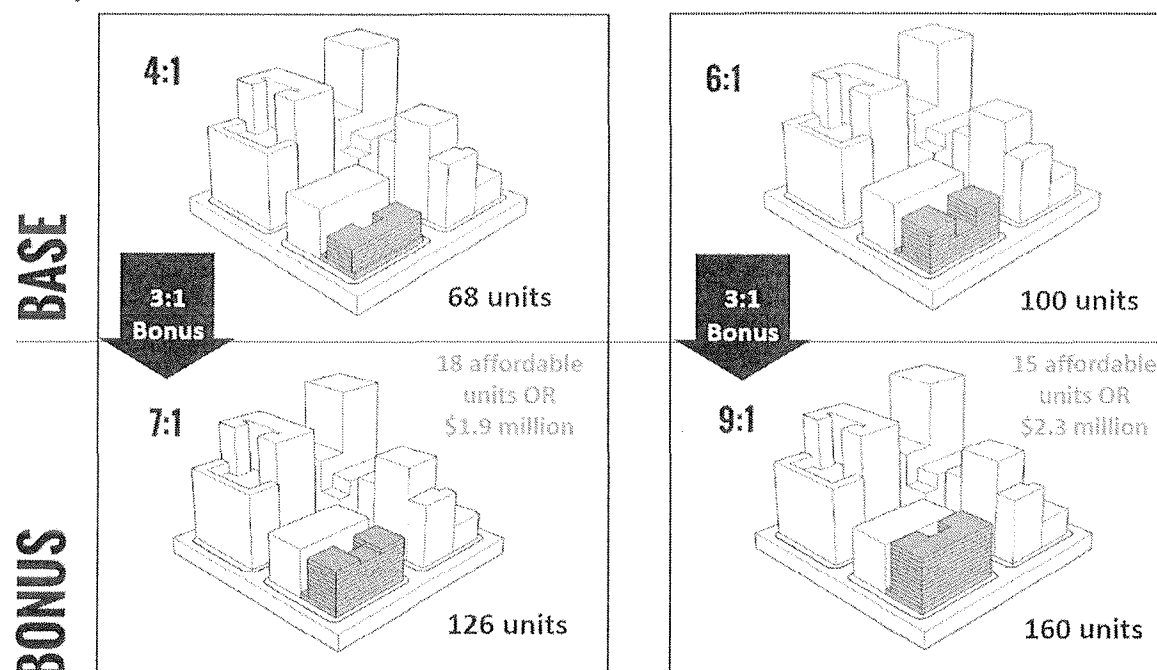 BASE
4:1
3:1
Bonus
68 units
6:1
3:1
Bonus
100 units
BONUS
18 affordable
units OR
$1.9 million
7:1
126 units
15 affordable
units OR
$2.3 million
9:1
160 units